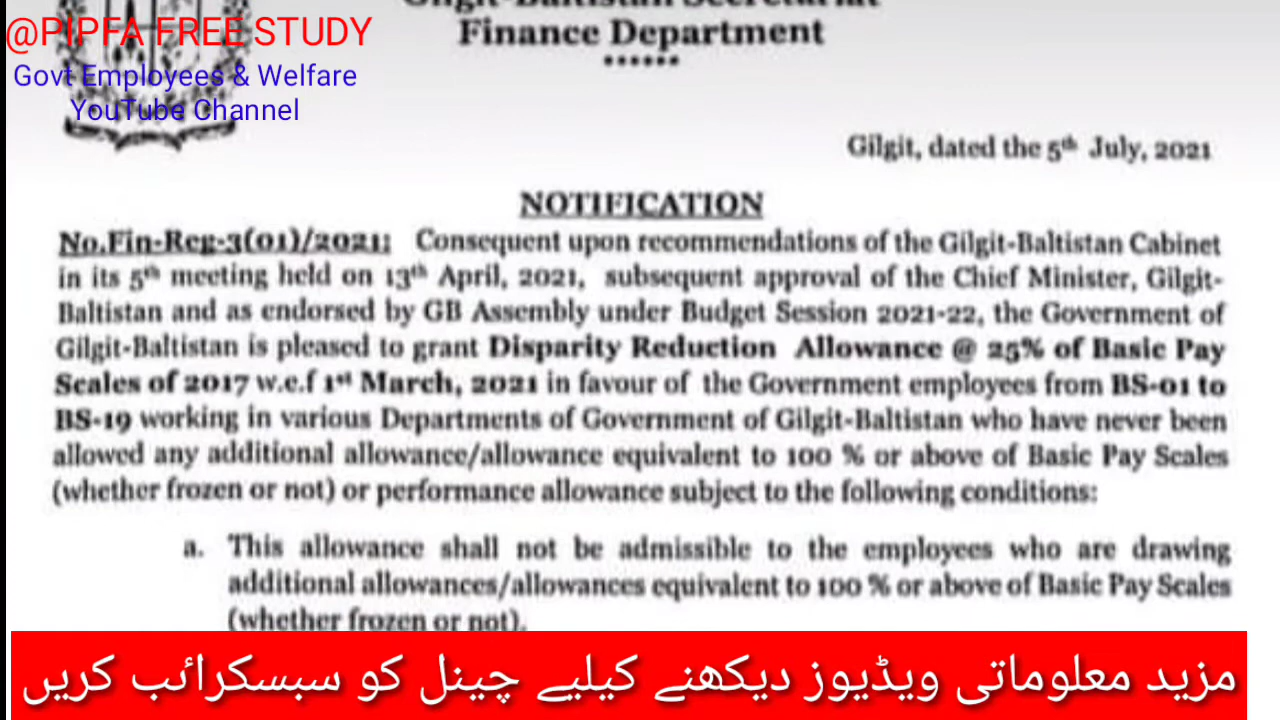 Gilgit-Baltistan Secretariat
@PIPFA FREE STUDY
Finance Department
Govt Employees & Welfare
YouTube Channel
Gilgit, dated the 5th July, 2021
NOTIFICATION
No.Fin-Reg-3(01)/2021: Consequent upon recommendations of the Gilgit-Baltistan Cabinet
in its 5th meeting held on 13th April, 2021, subsequent approval of the Chief Minister, Gilgit-
Baltistan and as endorsed by GB Assembly under Budget Session 2021-22, the Government of
Gilgit-Baltistan is pleased to grant Disparity Reduction Allowance @ 25% of Basic Pay
Scales of 2017 w.e.f 1st March, 2021 in favour of the Government employees from BS-01 to
BS-19 working in various Departments of Government of Gilgit-Baltistan who have never been
allowed any additional allowance/allowance equivalent to 100 % or above of Basic Pay Scales
(whether frozen or not) or performance allowance subject to the following conditions:
a. This allowance shall not be admissible to the employees who are drawing
additional allowances/allowances equivalent to 100 % or above of Basic Pay Scales
(whether frozen or not).
مزید معلوماتی ویڈیوز دیکھنے کیلیے چینل کو سبسکرائب کریں